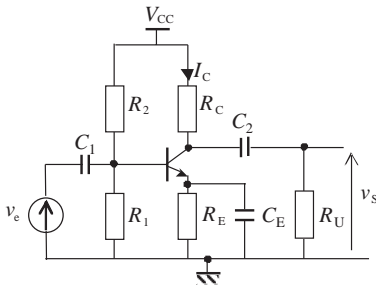 V_CC
I_C
R_2 R_C
C_1 C_2
v_e R_1 R_E C_E R_U v_s